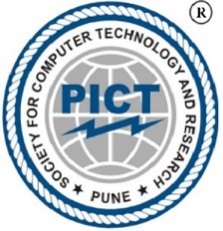 ®
SOCIETY FOR COMPUTER TECHNOLOGY AND RESEARCH
PICT
★ PUNE ★